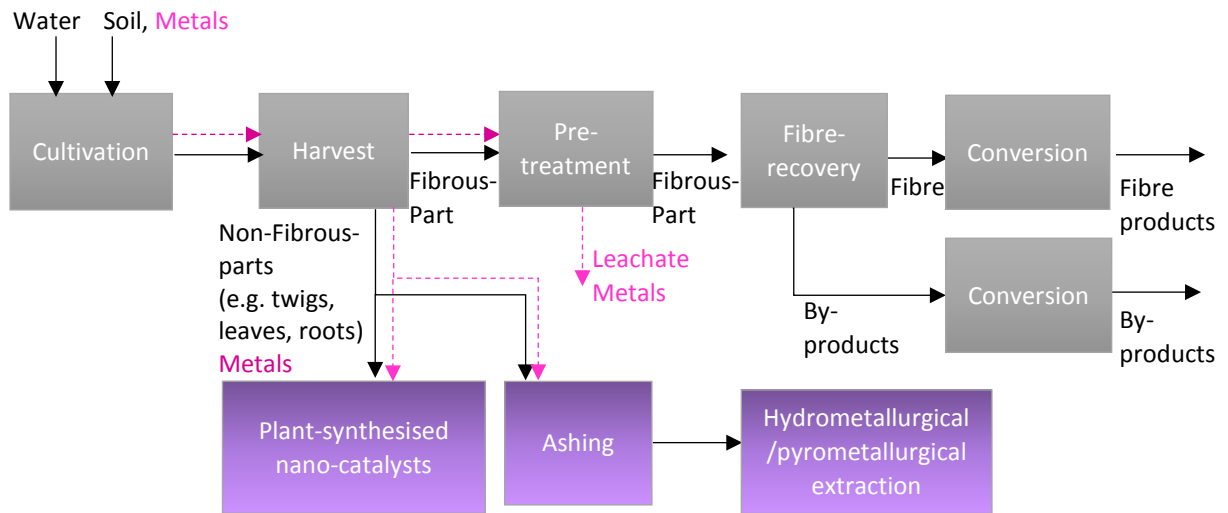 Water
Soil, Metals
Cultivation
Harvest
Pre-
treatment
Fibre-
recovery
Conversion
Fibrous-
Part
Fibrous-
Part
Fibre
Fibre
products
Non-Fibrous-
parts
(e.g. twigs,
leaves, roots)
Metals
Leachate
Metals
Conversion
By-
products
By-
products
Plant-synthesised
nano-catalysts
Ashing
Hydrometallurgical
/pyrometallurgical
extraction